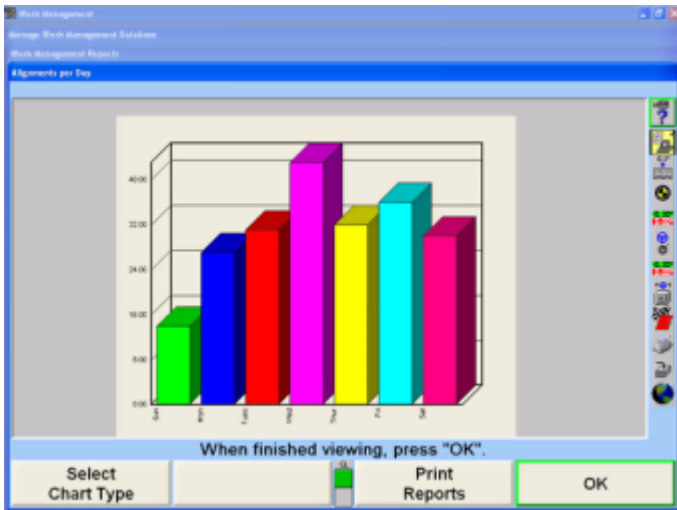 Work Management
Manage Work Management Database
Work Management Reports
Alignments per Day
40.00
32.00
24.00
16.00
8.00
0.00
Sun
Mon
Tues
Wed
Thur
Fri
Sat
When finished viewing, press "OK".
Select
Chart Type
Print
Reports
OK